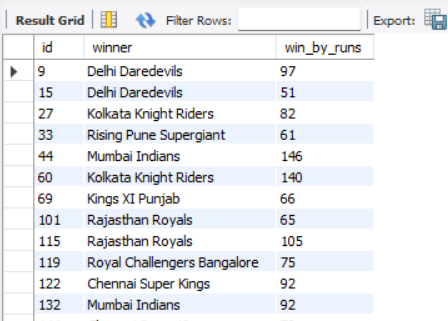 Result Grid Filter Rows: Export:
id winner win_by_runs
9 Delhi Daredevils 97
15 Delhi Daredevils 51
27 Kolkata Knight Riders 82
33 Rising Pune Supergiant 61
44 Mumbai Indians 146
60 Kolkata Knight Riders 140
69 Kings XI Punjab 66
101 Rajasthan Royals 65
115 Rajasthan Royals 105
119 Royal Challengers Bangalore 75
122 Chennai Super Kings 92
132 Mumbai Indians 92